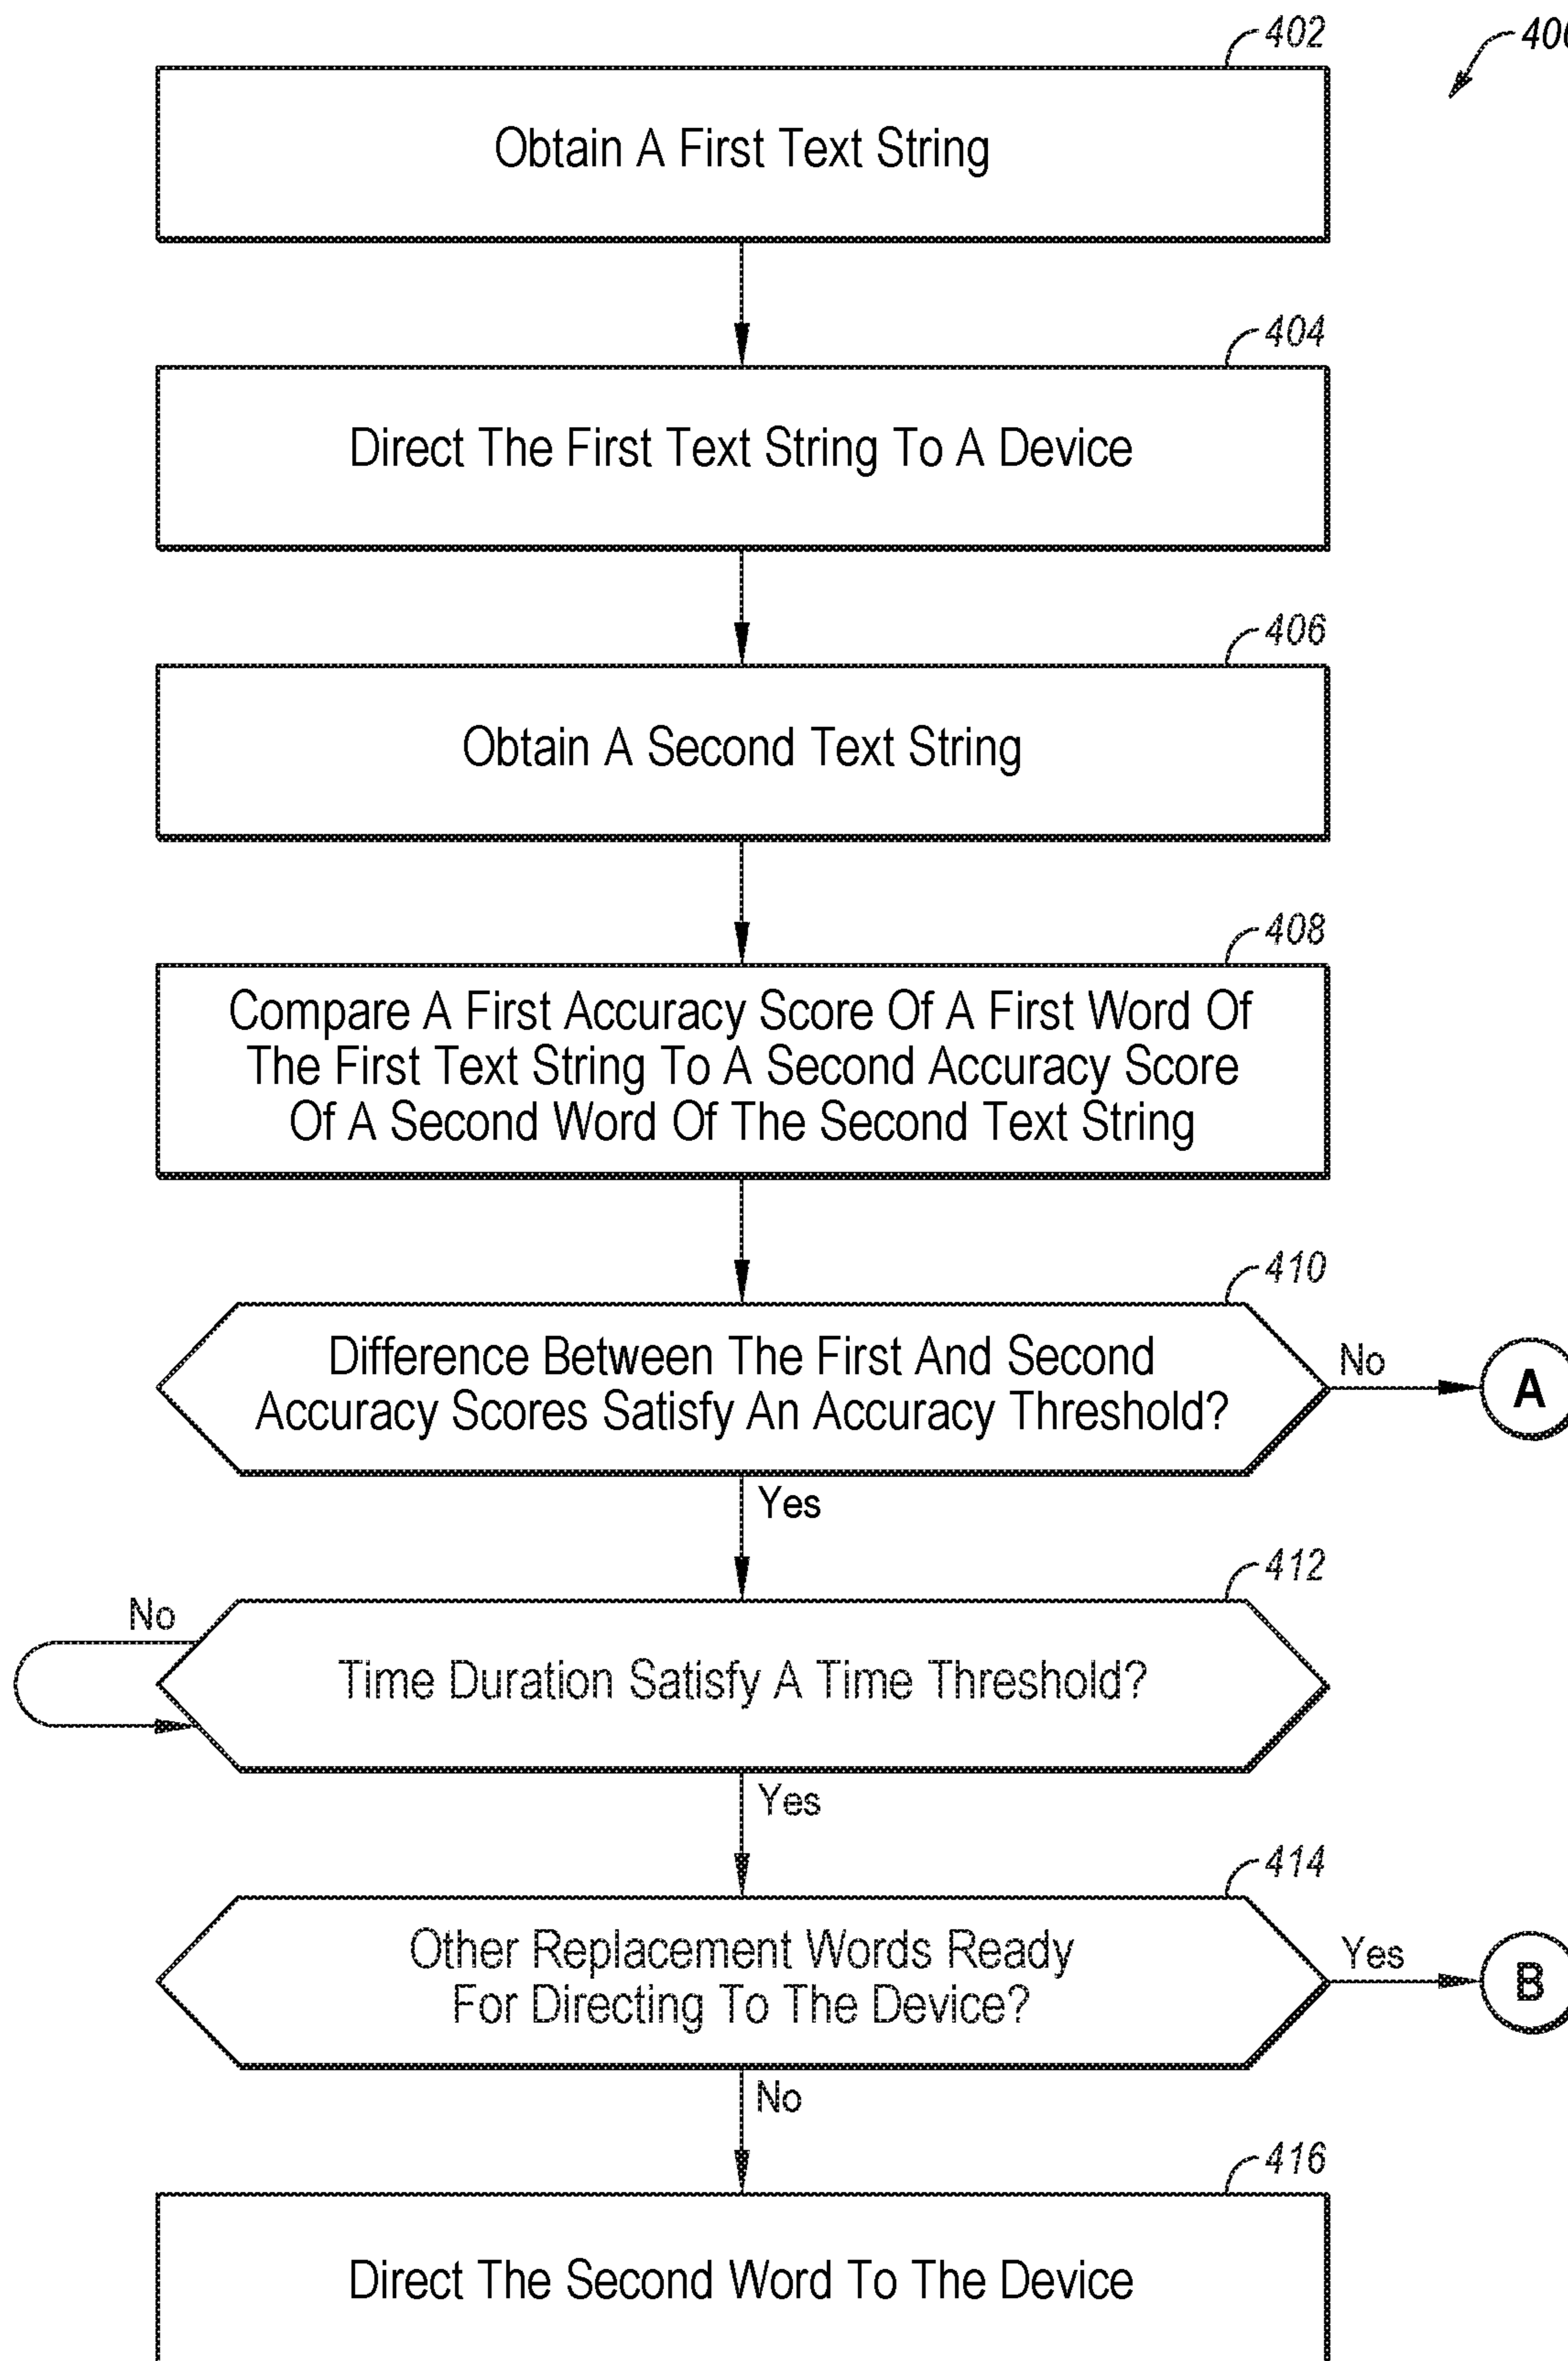 402
400
Obtain A First Text String
404
Direct The First Text String To A Device
406
Obtain A Second Text String
408
Compare A First Accuracy Score Of A First Word Of
The First Text String To A Second Accuracy Score
Of A Second Word Of The Second Text String
410
Difference Between The First And Second
Accuracy Scores Satisfy An Accuracy Threshold?
No
A
Yes
412
No
Time Duration Satisfy A Time Threshold?
Yes
414
Other Replacement Words Ready
For Directing To The Device?
Yes
B
No
416
Direct The Second Word To The Device